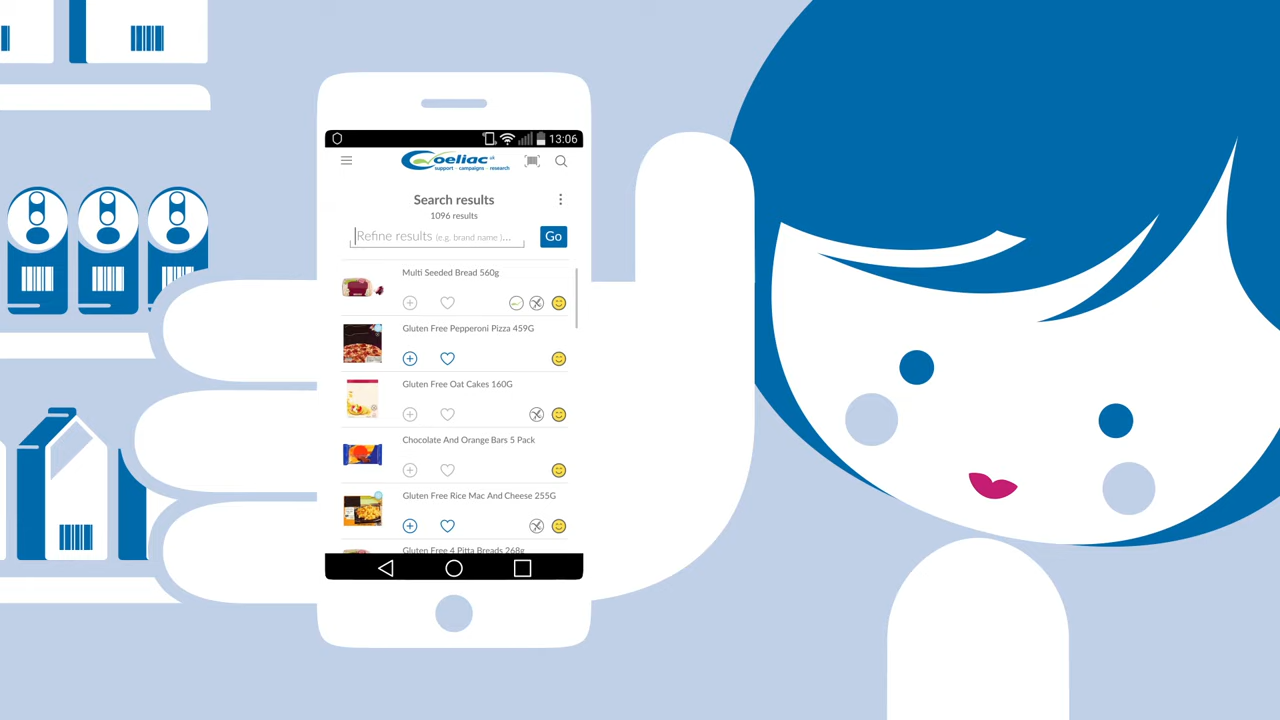 13:06
Coeliac UK
support · campaigns · research
Search results
1096 results
Refine results (e.g. brand name )...
Go
Multi Seeded Bread 560g
Gluten Free Pepperoni Pizza 459G
Gluten Free Oat Cakes 160G
Chocolate And Orange Bars 5 Pack
Gluten Free Rice Mac And Cheese 255G
Gluten Free 4 Pitta Breads 268g